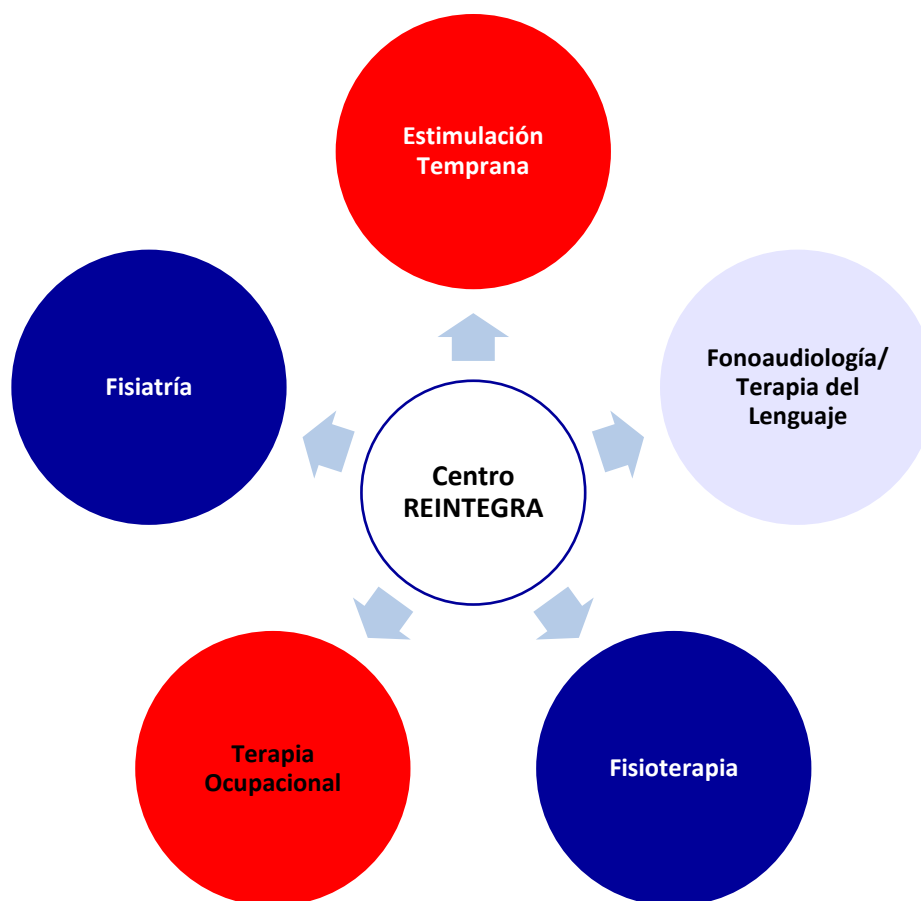 Estimulación
Temprana
Fisiatría
Fonoaudiología/
Terapia del
Lenguaje
Centro
REINTEGRA
Terapia
Ocupacional
Fisioterapia